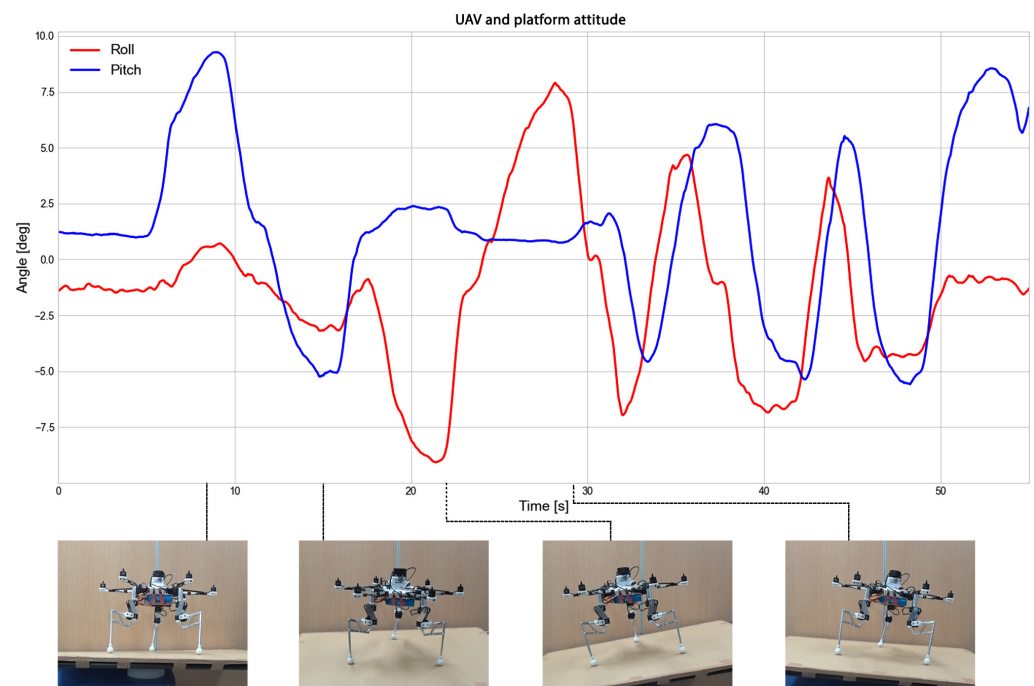 UAV and platform attitude
10.0
7.5
5.0
2.5
0.0
−2.5
−5.0
−7.5
Angle [deg]
Roll
Pitch
0 10 20 30 40 50
Time [s]